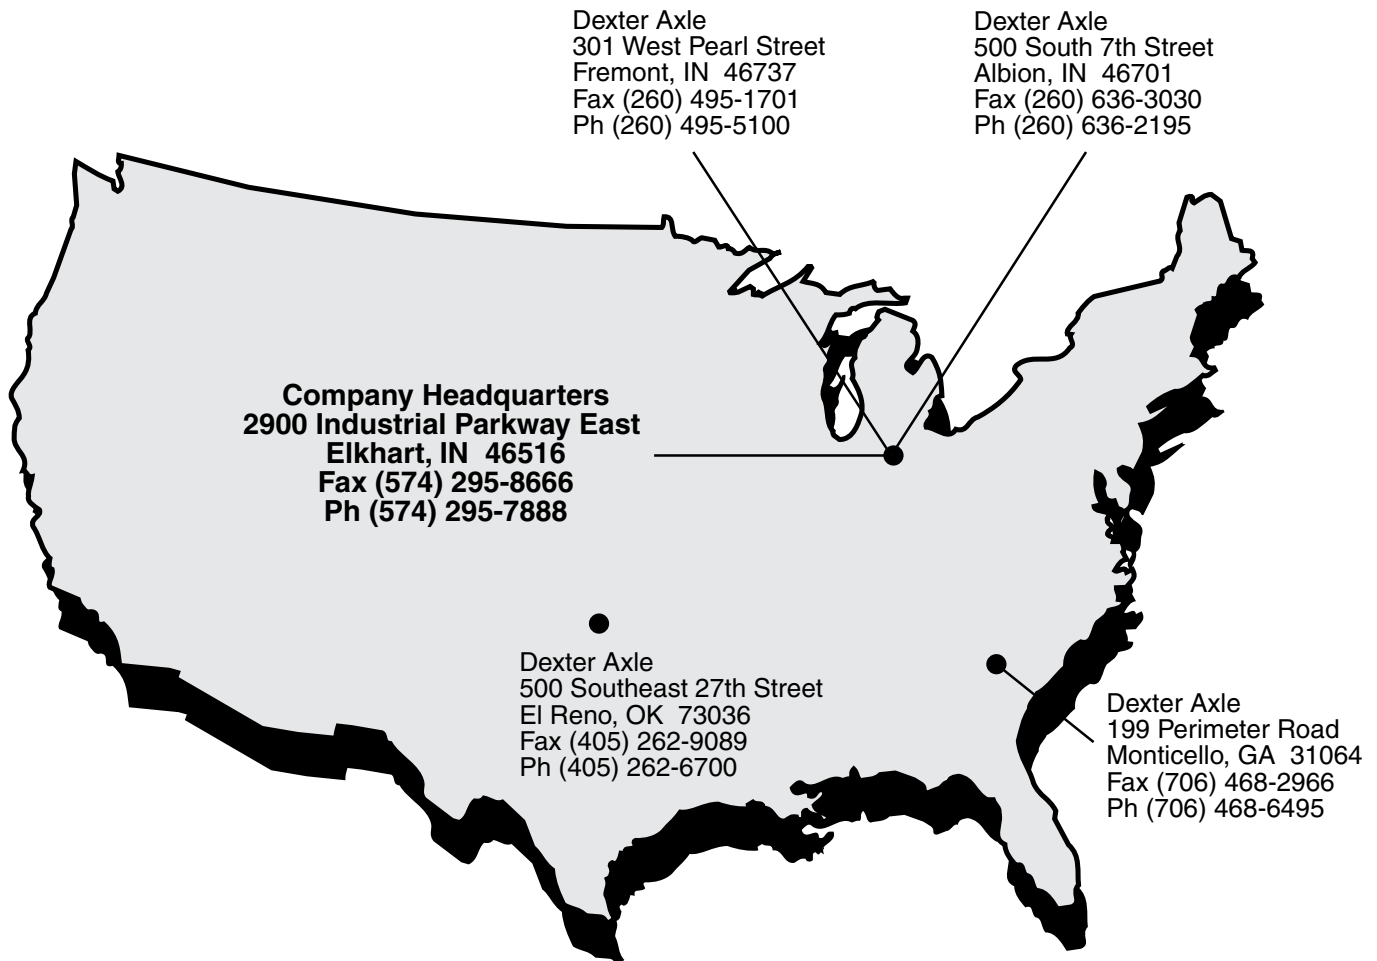 Dexter Axle
301 West Pearl Street
Fremont, IN  46737
Fax (260) 495-1701
Ph (260) 495-5100
Dexter Axle
500 South 7th Street
Albion, IN  46701
Fax (260) 636-3030
Ph (260) 636-2195
Company Headquarters
2900 Industrial Parkway East
Elkhart, IN  46516
Fax (574) 295-8666
Ph (574) 295-7888
Dexter Axle
500 Southeast 27th Street
El Reno, OK  73036
Fax (405) 262-9089
Ph (405) 262-6700
Dexter Axle
199 Perimeter Road
Monticello, GA  31064
Fax (706) 468-2966
Ph (706) 468-6495